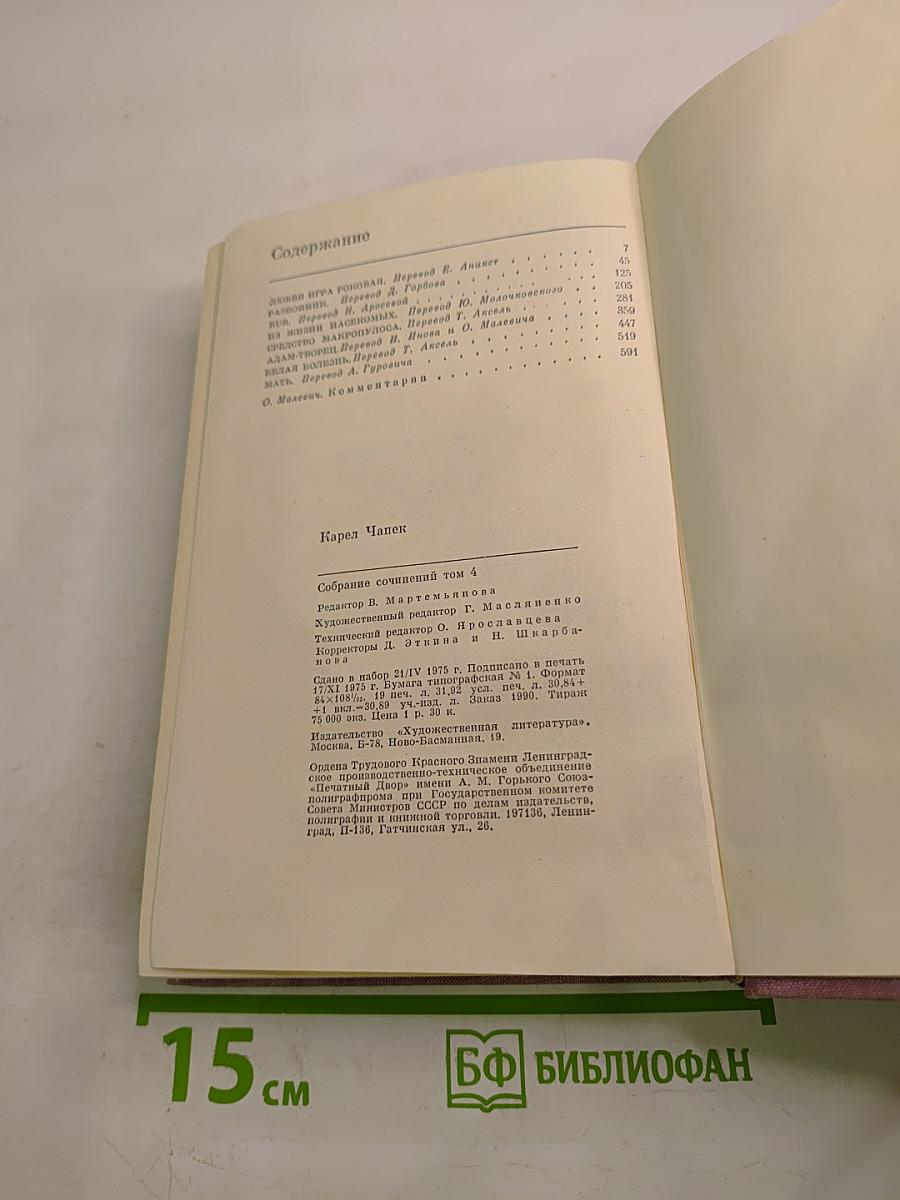 Содержание
ЛЮБВИ ИГРА РОКОВАЯ. Перевод Е. Аникст . . . . . . 7
РАЗБОЙНИК. Перевод Д. Горбова . . . . . . . . . 45
RUR. Перевод Н. Аросевой . . . . . . . . . . 125
ИЗ ЖИЗНИ НАСЕКОМЫХ. Перевод Ю. Молочковского . . 205
СРЕДСТВО МАКРОПУЛОСА. Перевод Т. Аксель . . . . . 281
АДАМ-ТВОРЕЦ. Перевод И. Инова и О. Малевича . . . . 359
БЕЛАЯ БОЛЕЗНЬ. Перевод Т. Аксель . . . . . . . . 447
МАТЬ. Перевод А. Гуровича . . . . . . . . . . 519
О. Малевич. Комментарии . . . . . . . . . . . 591
Карел Чапек
Собрание сочинений том 4
Редактор В. Мартемьянова
Художественный редактор Г. Масляненко
Технический редактор О. Ярославцева
Корректоры Д. Эткина и Н. Шкарба-
нова
Сдано в набор 21/IV 1975 г. Подписано в печать
17/XI 1975 г. Бумага типографская № 1. Формат
84×108¹/₃₂. 19 печ. л. 31,92 усл. печ. л. 30,84+
+1 вкл.=30,89 уч.-изд. л. Заказ 1990. Тираж
75 000 экз. Цена 1 р. 30 к.
Издательство «Художественная литература».
Москва, Б-78, Ново-Басманная, 19.
Ордена Трудового Красного Знамени Ленинград-
ское производственно-техническое объединение
«Печатный Двор» имени А. М. Горького Союз-
полиграфпрома при Государственном комитете
Совета Министров СССР по делам издательств,
полиграфии и книжной торговли. 197136, Ленин-
град, П-136, Гатчинская ул., 26.
15 см
БФ БИБЛИОФАН